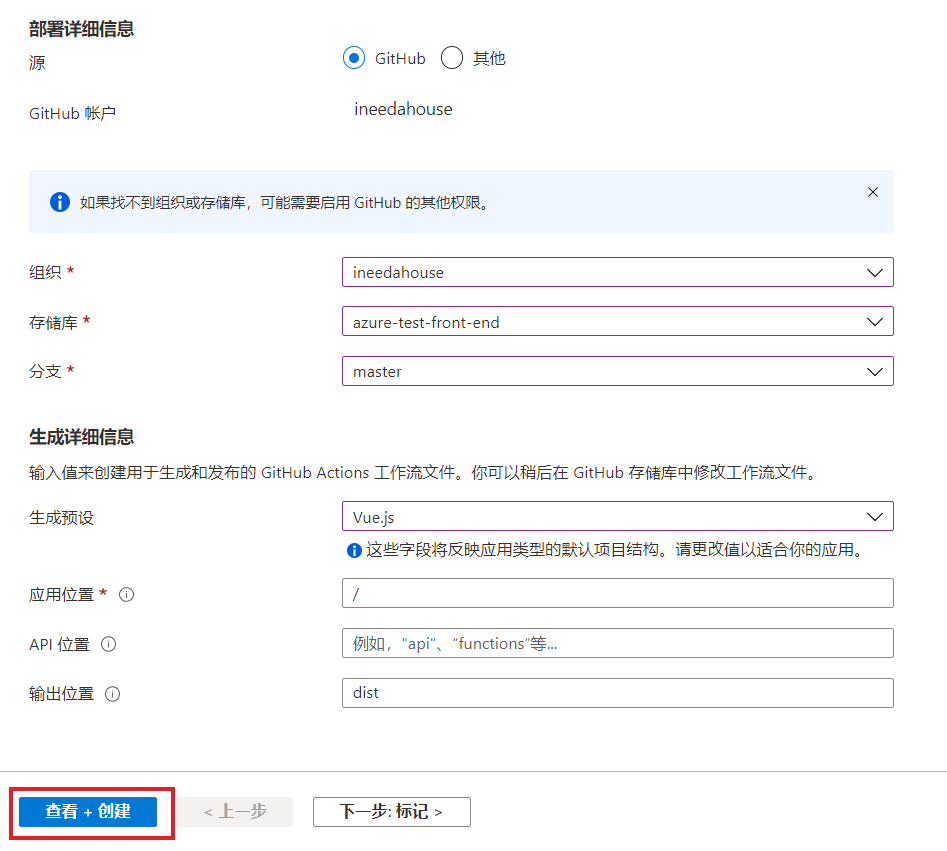 部署详细信息
源
GitHub 其他
GitHub 帐户
ineedahouse
如果找不到组织或存储库，可能需要启用 GitHub 的其他权限。
组织 *
ineedahouse
存储库 *
azure-test-front-end
分支 *
master
生成详细信息
输入值来创建用于生成和发布的 GitHub Actions 工作流文件。你可以稍后在 GitHub 存储库中修改工作流文件。
生成预设
Vue.js
这些字段将反映应用类型的默认项目结构。请更改值以适合你的应用。
应用位置 *
/
API 位置
例如，"api"、“functions”等...
输出位置
dist
查看 + 创建
< 上一步
下一步: 标记 >